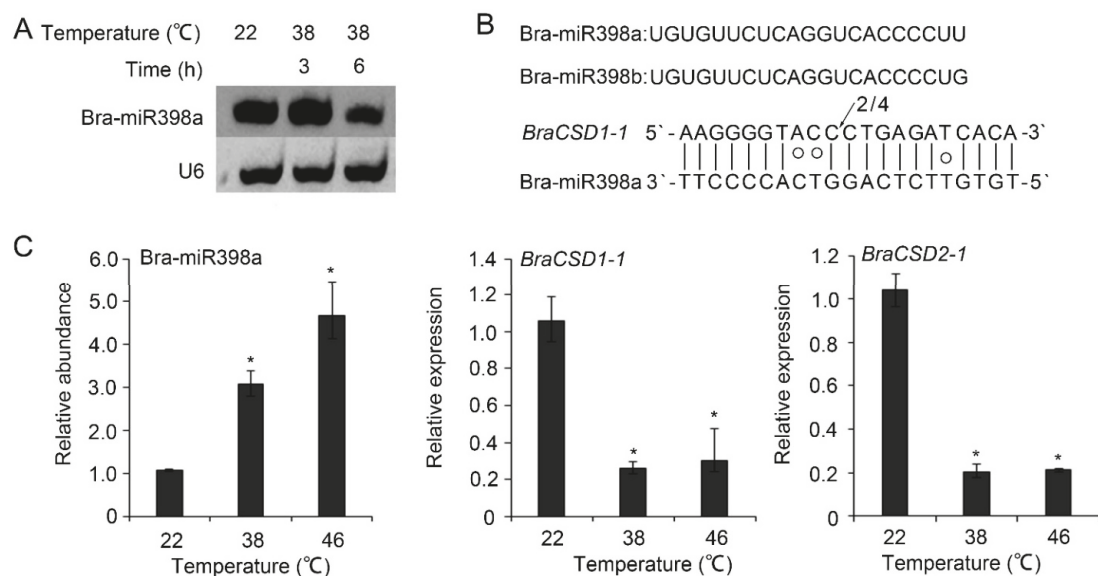 A
Temperature (℃) 22 38 38
Time (h) 3 6
Bra-miR398a
U6
B
Bra-miR398a:UGUGUUCUCAGGUCACCCCUU
Bra-miR398b:UGUGUUCUCAGGUCACCCCUG
2/4
BraCSD1-1 5`-AAGGGGTACCCTGAGATCACA-3`
Bra-miR398a 3`-TTCCCCACTGGACTCTTGTGT-5`
C
Bra-miR398a
Relative abundance
6.0
5.0
4.0
3.0
2.0
1.0
0
* *
22 38 46
Temperature (℃)
BraCSD1-1
Relative expression
1.4
1.2
1.0
0.8
0.6
0.4
0.2
0
* *
22 38 46
Temperature (℃)
BraCSD2-1
Relative expression
1.2
1.0
0.8
0.6
0.4
0.2
0
* *
22 38 46
Temperature (℃)